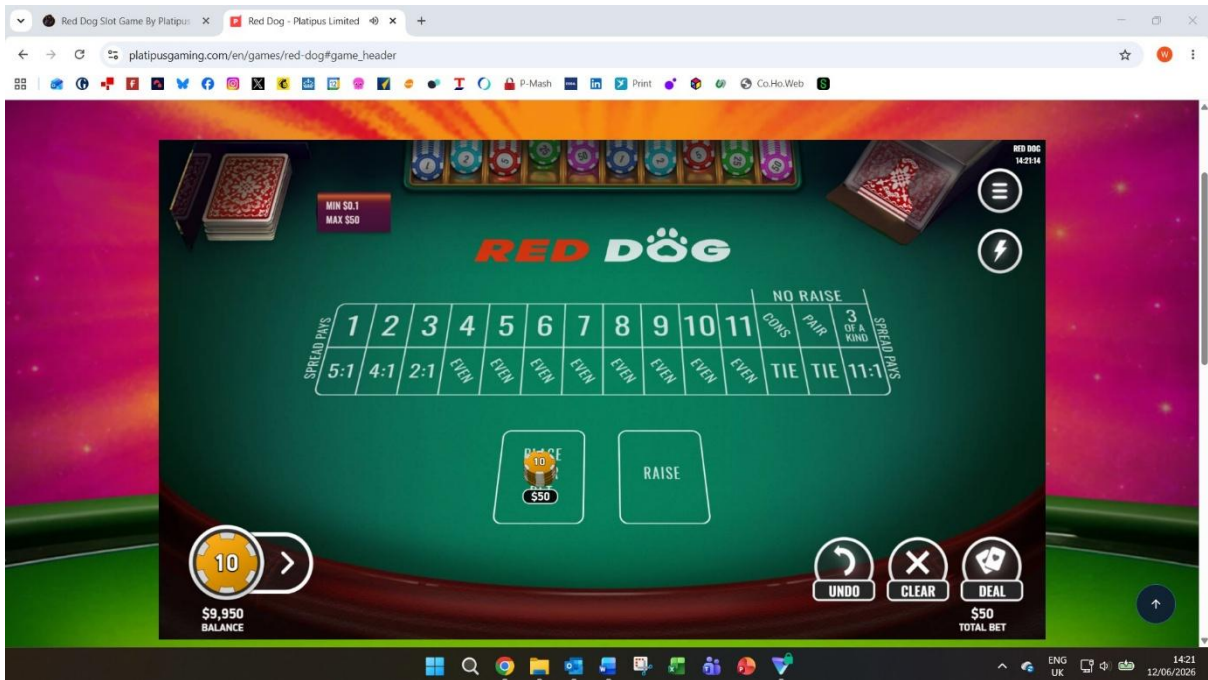 Red Dog Slot Game By Platipus
Red Dog - Platipus Limited
platipusgaming.com/en/games/red-dog#game_header
W
P-Mash
Print
Co.Ho.Web
RED DOG
14:21:14
MIN $0.1
MAX $50
RED DOG
NO RAISE
SPREAD PAYS
1 2 3 4 5 6 7 8 9 10 11 CONS PAIR 3 OF A KIND
5:1 4:1 2:1 EVEN EVEN EVEN EVEN EVEN EVEN EVEN EVEN TIE TIE 11:1
SPREAD PAYS
10
$50
RAISE
10
$9,950
BALANCE
UNDO
CLEAR
DEAL
$50
TOTAL BET
ENG
UK
14:21
12/06/2026